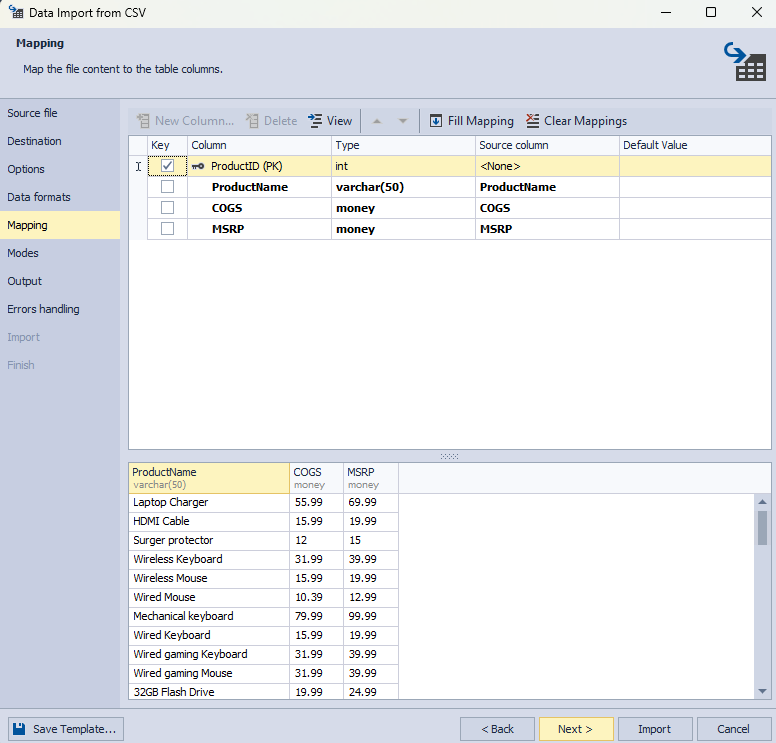 Data Import from CSV
Mapping
Map the file content to the table columns.
Source file
Destination
Options
Data formats
Mapping
Modes
Output
Errors handling
Import
Finish
New Column... Delete View Fill Mapping Clear Mappings
Key Column Type Source column Default Value
ProductID (PK) int <None>
ProductName varchar(50) ProductName
COGS money COGS
MSRP money MSRP
ProductName COGS MSRP
varchar(50) money money
Laptop Charger 55.99 69.99
HDMI Cable 15.99 19.99
Surger protector 12 15
Wireless Keyboard 31.99 39.99
Wireless Mouse 15.99 19.99
Wired Mouse 10.39 12.99
Mechanical keyboard 79.99 99.99
Wired Keyboard 15.99 19.99
Wired gaming Keyboard 31.99 39.99
Wired gaming Mouse 31.99 39.99
32GB Flash Drive 19.99 24.99
Save Template... < Back Next > Import Cancel